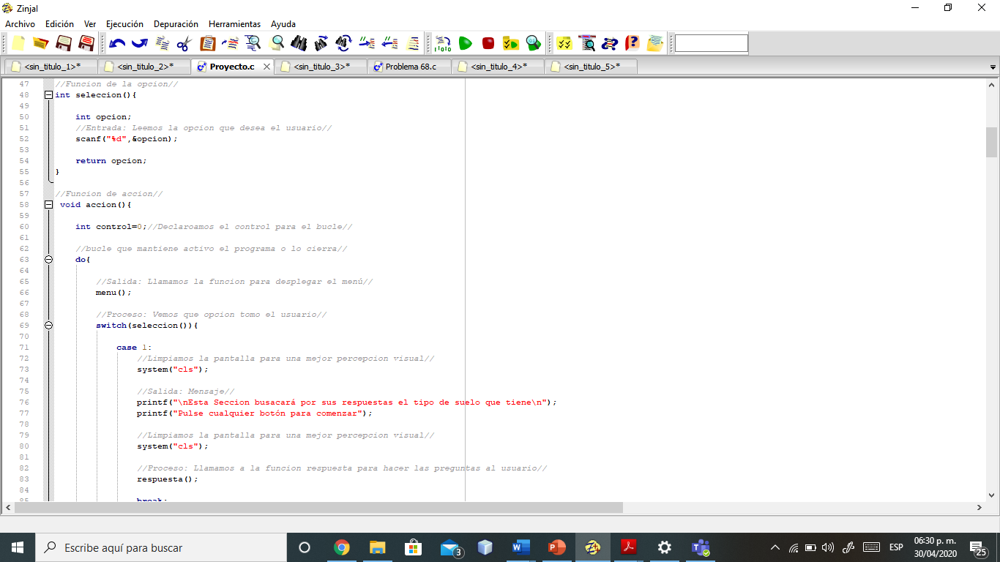 Zinjal
Archivo Edición Ver Ejecución Depuración Herramientas Ayuda
<sin_titulo_1>* <sin_titulo_2>* Proyecto.c <sin_titulo_3>* Problema 68.c <sin_titulo_4>* <sin_titulo_5>*
47 //Funcion de la opcion//
48 int seleccion(){
49
50 int opcion;
51 //Entrada: Leemos la opcion que desea el usuario//
52 scanf("%d",&opcion);
53
54 return opcion;
55 }
56
57 //Funcion de accion//
58 void accion(){
59
60 int control=0;//Declaroamos el control para el bucle//
61
62 //bucle que mantiene activo el programa o lo cierra//
63 do{
64
65 //Salida: Llamamos la funcion para desplegar el menú//
66 menu();
67
68 //Proceso: Vemos que opcion tomo el usuario//
69 switch(seleccion()){
70
71 case 1:
72 //Limpiamos la pantalla para una mejor percepcion visual//
73 system("cls");
74
75 //Salida: Mensaje//
76 printf("\nEsta Seccion busacará por sus respuestas el tipo de suelo que tiene\n");
77 printf("Pulse cualquier botón para comenzar");
78
79 //Limpiamos la pantalla para una mejor percepcion visual//
80 system("cls");
81
82 //Proceso: Llamamos a la funcion respuesta para hacer las preguntas al usuario//
83 respuesta();
84
85 break;
Escribe aquí para buscar
3
ESP
06:30 p. m.
30/04/2020
25